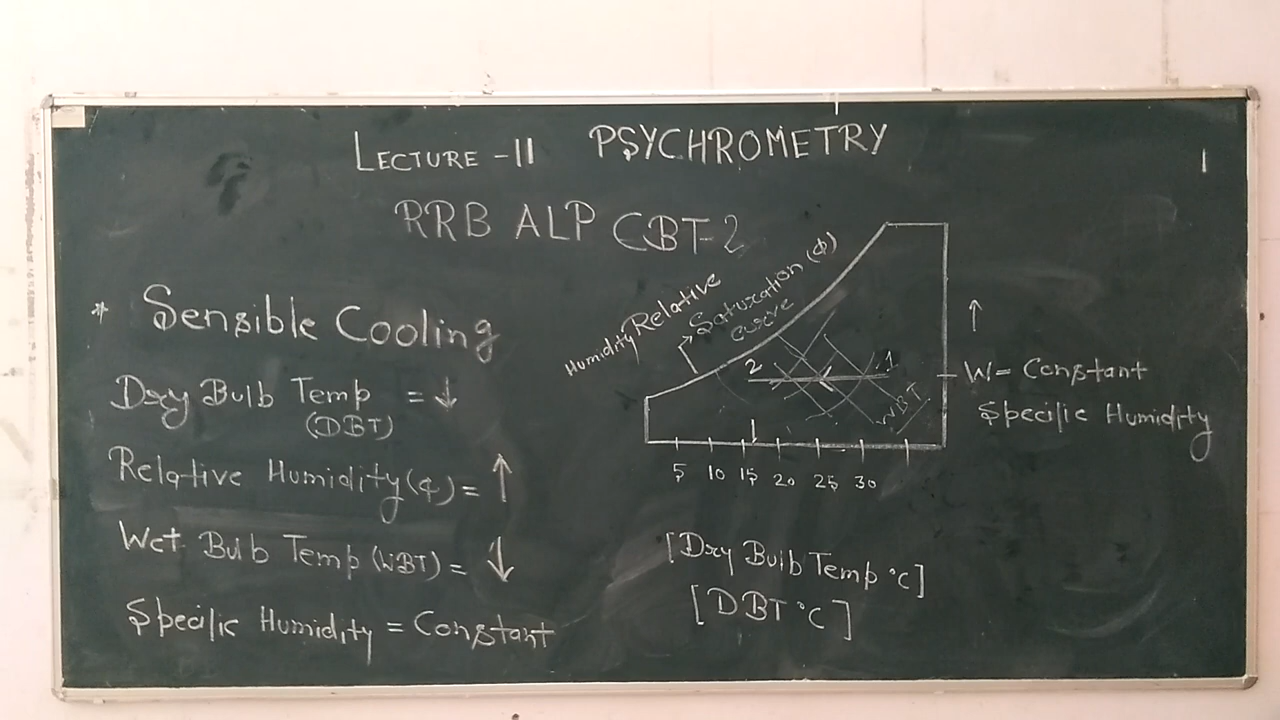 LECTURE -11 PSYCHROMETRY
RRB ALP CBT-2
* Sensible Cooling
Dry Bulb Temp = ↓
(DBT)
Relative Humidity (ϕ) = ↑
Wet Bulb Temp (WBT) = ↓
Specific Humidity = Constant
Humidity Relative
Saturation (ϕ)
Curve
2
1
WBT
↑
W = Constant
Specific Humidity
5 10 15 20 25 30
[Dry Bulb Temp °C]
[DBT °C]